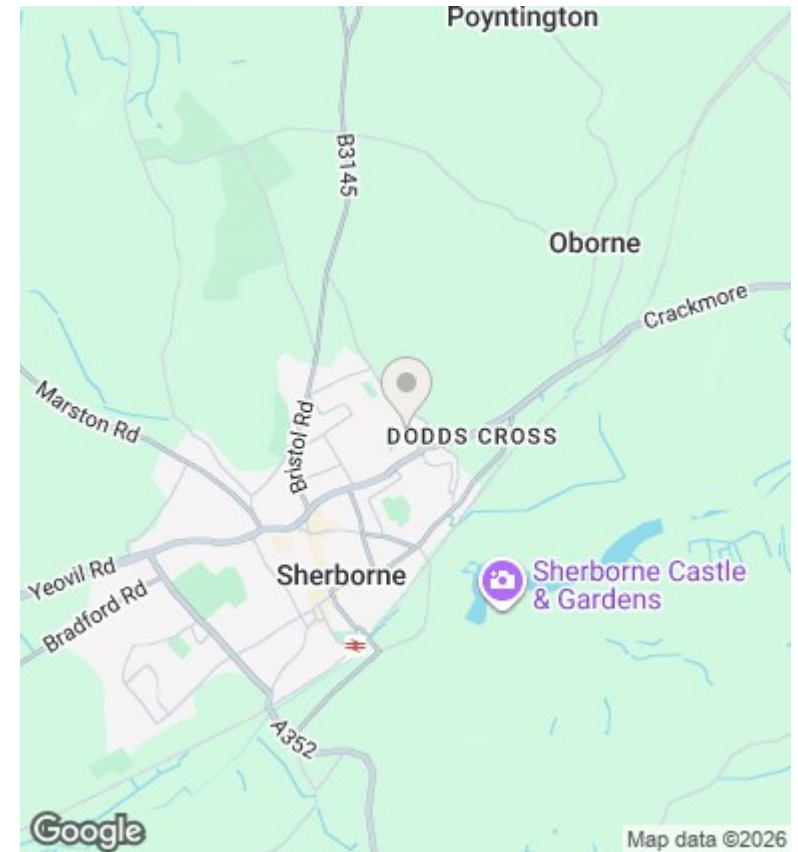 Poyntington
B3145
Oborne
Crackmore
Marston Rd
Bristol Rd
DODDS CROSS
Yeovil Rd
Bradford Rd
Sherborne
Sherborne Castle
& Gardens
A352
Google
Map data ©2026